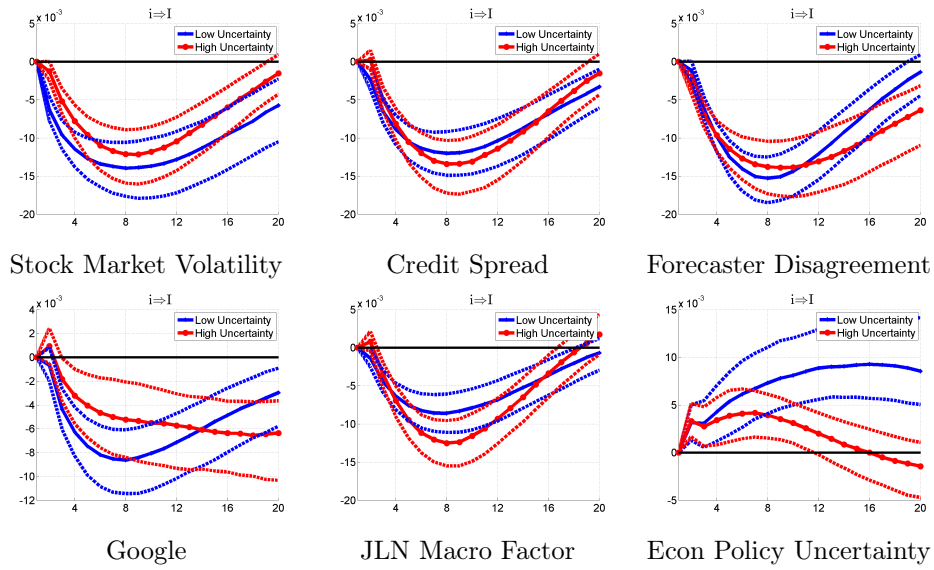 i⇒I
x 10⁻³
5
0
-5
-10
-15
-20
4 8 12 16 20
Low Uncertainty
High Uncertainty
Stock Market Volatility
i⇒I
x 10⁻³
5
0
-5
-10
-15
-20
4 8 12 16 20
Low Uncertainty
High Uncertainty
Credit Spread
i⇒I
x 10⁻³
5
0
-5
-10
-15
-20
4 8 12 16 20
Low Uncertainty
High Uncertainty
Forecaster Disagreement
i⇒I
x 10⁻³
4
2
0
-2
-4
-6
-8
-10
-12
4 8 12 16 20
Low Uncertainty
High Uncertainty
Google
i⇒I
x 10⁻³
5
0
-5
-10
-15
-20
4 8 12 16 20
Low Uncertainty
High Uncertainty
JLN Macro Factor
i⇒I
x 10⁻³
15
10
5
0
-5
4 8 12 16 20
Low Uncertainty
High Uncertainty
Econ Policy Uncertainty